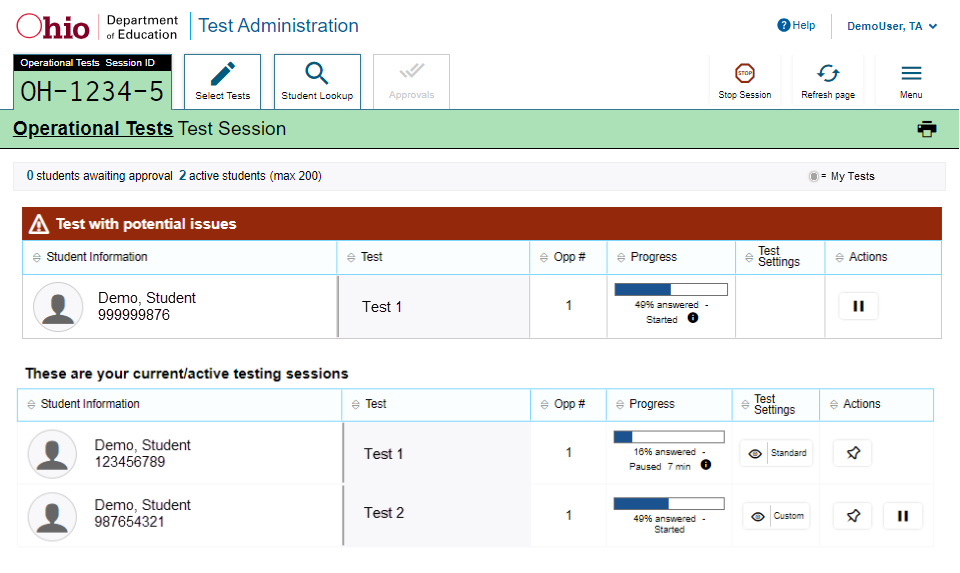 Ohio Department of Education Test Administration
? Help DemoUser, TA
Operational Tests Session ID
OH-1234-5
Select Tests
Student Lookup
Approvals
STOP
Stop Session
Refresh page
Menu
Operational Tests Test Session
0 students awaiting approval 2 active students (max 200)
= My Tests
Test with potential issues
Student Information Test Opp # Progress Test Settings Actions
Demo, Student
999999876
Test 1
1
49% answered -
Started
These are your current/active testing sessions
Student Information Test Opp # Progress Test Settings Actions
Demo, Student
123456789
Test 1
1
16% answered -
Paused 7 min
Standard
Demo, Student
987654321
Test 2
1
49% answered -
Started
Custom